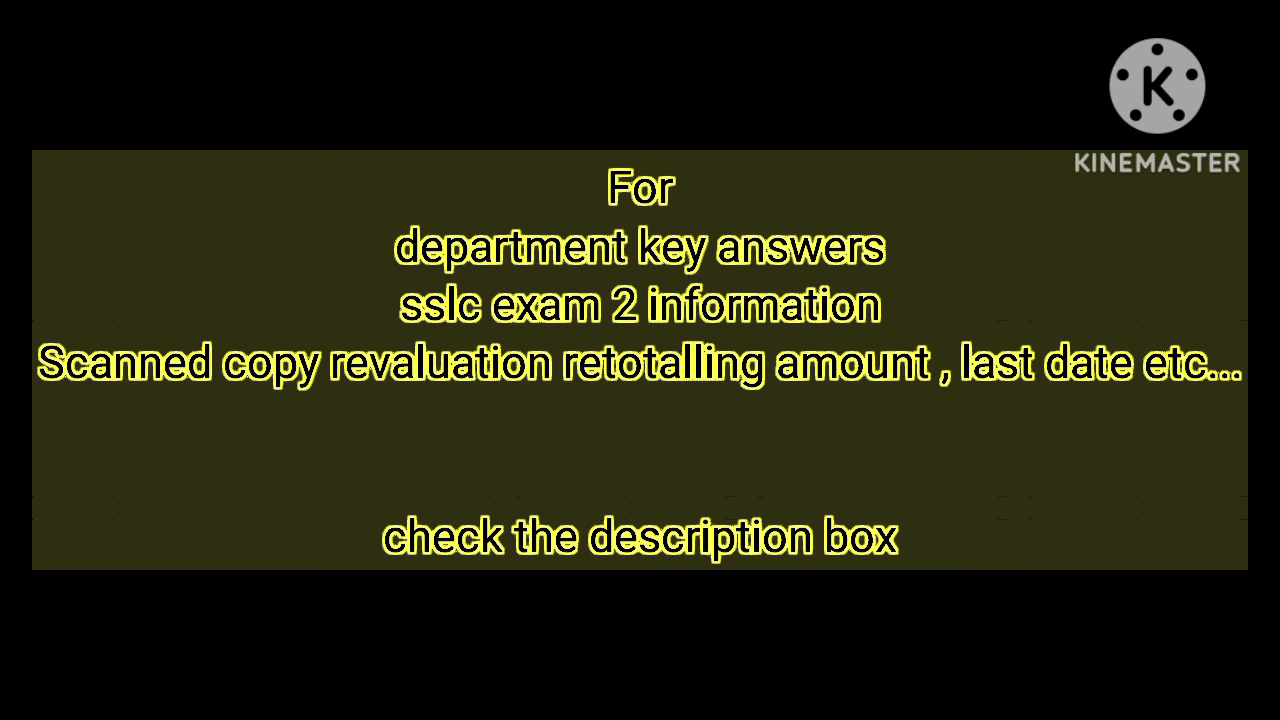 K
KINEMASTER
For
department key answers
sslc exam 2 information
Scanned copy revaluation retotalling amount , last date etc...
check the description box